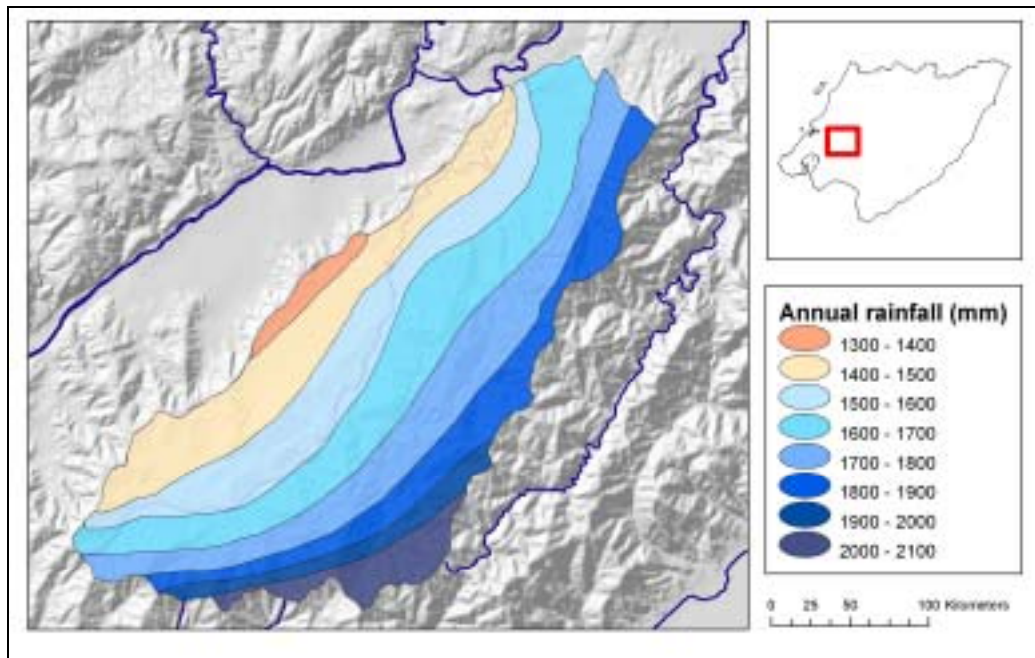 Annual rainfall (mm)
1300 - 1400
1400 - 1500
1500 - 1600
1600 - 1700
1700 - 1800
1800 - 1900
1900 - 2000
2000 - 2100
0 25 50 100 Kilometers